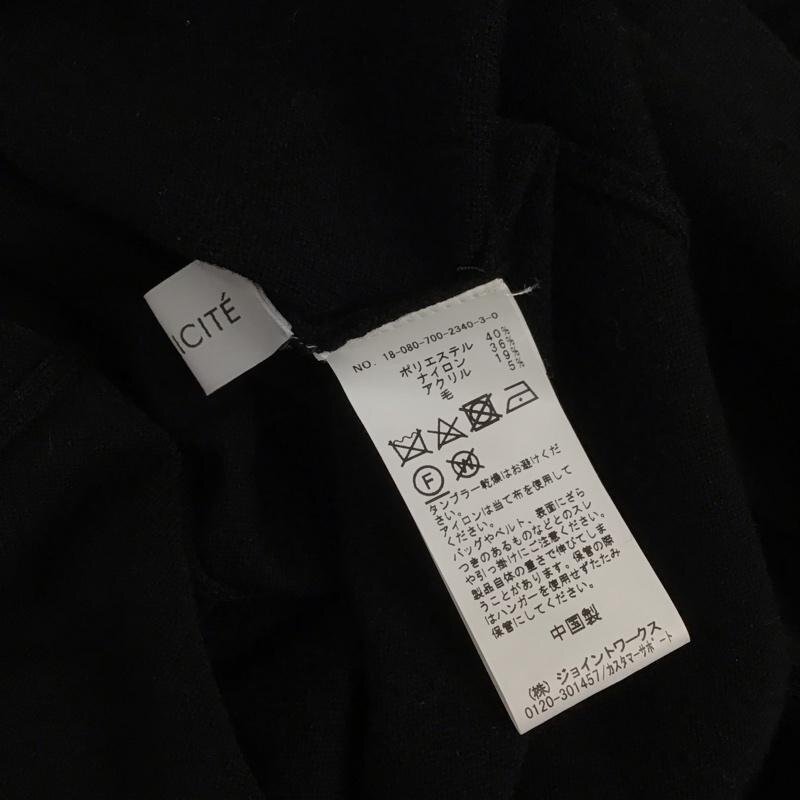 ICITÉ
NO. 18-080-700-2340-3-0
ポリエステル 40%
ナイロン 36%
アクリル 19%
毛 5%
F
W
タンブラー乾燥はお避けくだ
さい。
アイロンは当て布を使用して
ください。
バッグやベルト、表面にざら
つきのあるものなどとのスレ
や引っ掛けにご注意ください。
製品自体の重さで伸びてしま
うことがあります。保管の際
はハンガーを使用せずたたみ
保管にしてください。
中国製
(株)ジョイントワークス
0120-301457/カスタマーサポート